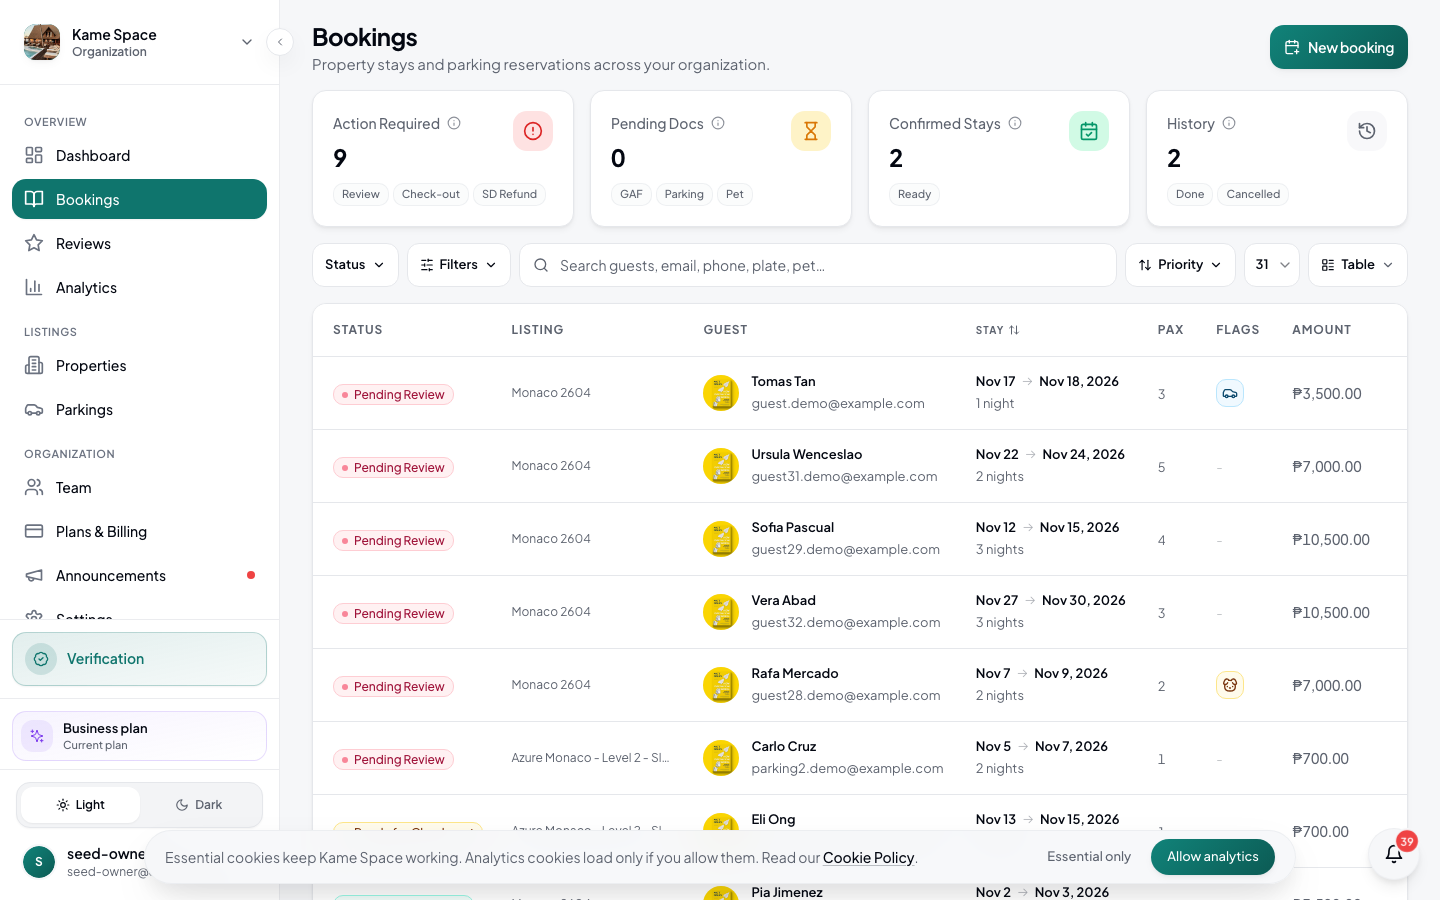 Kame Space
Organization
OVERVIEW
Dashboard
Bookings
Reviews
Analytics
LISTINGS
Properties
Parkings
ORGANIZATION
Team
Plans & Billing
Announcements
Settings
Verification
Business plan
Current plan
Light
Dark
S
seed-owne
seed-owner@
Bookings
Property stays and parking reservations across your organization.
New booking
Action Required
9
Review
Check-out
SD Refund
Pending Docs
0
GAF
Parking
Pet
Confirmed Stays
2
Ready
History
2
Done
Cancelled
Status
Filters
Search guests, email, phone, plate, pet...
Priority
31
Table
STATUS LISTING GUEST STAY PAX FLAGS AMOUNT
Pending Review Monaco 2604 Tomas Tan Nov 17 → Nov 18, 2026 3 ₱3,500.00
guest.demo@example.com 1 night
Pending Review Monaco 2604 Ursula Wenceslao Nov 22 → Nov 24, 2026 5 - ₱7,000.00
guest31.demo@example.com 2 nights
Pending Review Monaco 2604 Sofia Pascual Nov 12 → Nov 15, 2026 4 - ₱10,500.00
guest29.demo@example.com 3 nights
Pending Review Monaco 2604 Vera Abad Nov 27 → Nov 30, 2026 3 - ₱10,500.00
guest32.demo@example.com 3 nights
Pending Review Monaco 2604 Rafa Mercado Nov 7 → Nov 9, 2026 2 ₱7,000.00
guest28.demo@example.com 2 nights
Pending Review Azure Monaco - Level 2 - Sl... Carlo Cruz Nov 5 → Nov 7, 2026 1 - ₱700.00
parking2.demo@example.com 2 nights
Eli Ong Nov 13 → Nov 15, 2026 ₱700.00
Essential cookies keep Kame Space working. Analytics cookies load only if you allow them. Read our Cookie Policy.
Essential only
Allow analytics
39
Pia Jimenez Nov 2 → Nov 3, 2026